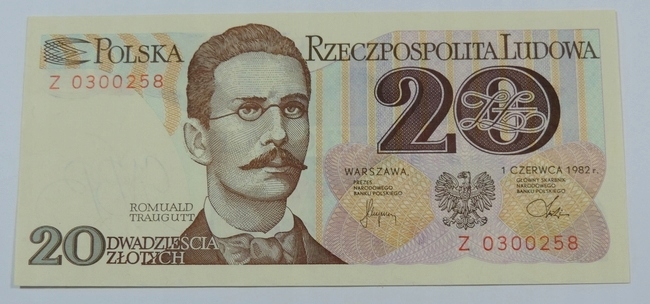 POLSKA
Z 0300258
RZECZPOSPOLITA LUDOWA
20
ZŁ
WARSZAWA,
1 CZERWCA 1982 r.
PREZES
NARODOWEGO
BANKU POLSKIEGO
GŁÓWNY SKARBNIK
NARODOWEGO
BANKU POLSKIEGO
ROMUALD
TRAUGUTT
20 DWADZIEŚCIA
ZŁOTYCH
Z 0300258